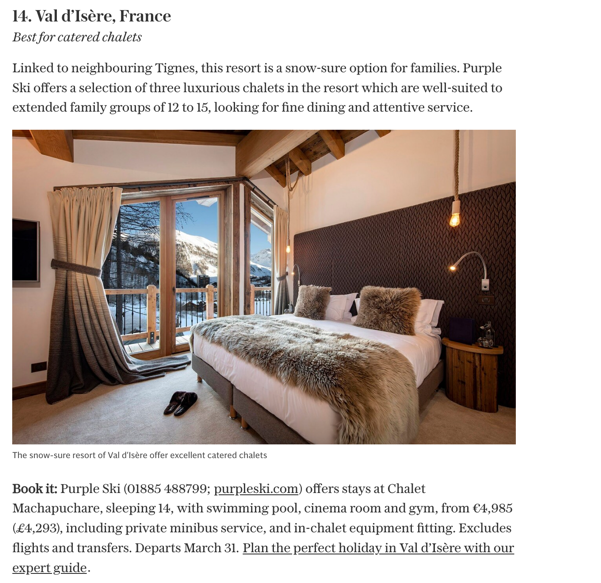 14. Val d’Isère, France
Best for catered chalets
Linked to neighbouring Tignes, this resort is a snow-sure option for families. Purple
Ski offers a selection of three luxurious chalets in the resort which are well-suited to
extended family groups of 12 to 15, looking for fine dining and attentive service.
The snow-sure resort of Val d'Isère offer excellent catered chalets
Book it: Purple Ski (01885 488799; purpleski.com) offers stays at Chalet
Machapuchare, sleeping 14, with swimming pool, cinema room and gym, from €4,985
(£4,293), including private minibus service, and in-chalet equipment fitting. Excludes
flights and transfers. Departs March 31. Plan the perfect holiday in Val d’Isère with our
expert guide.